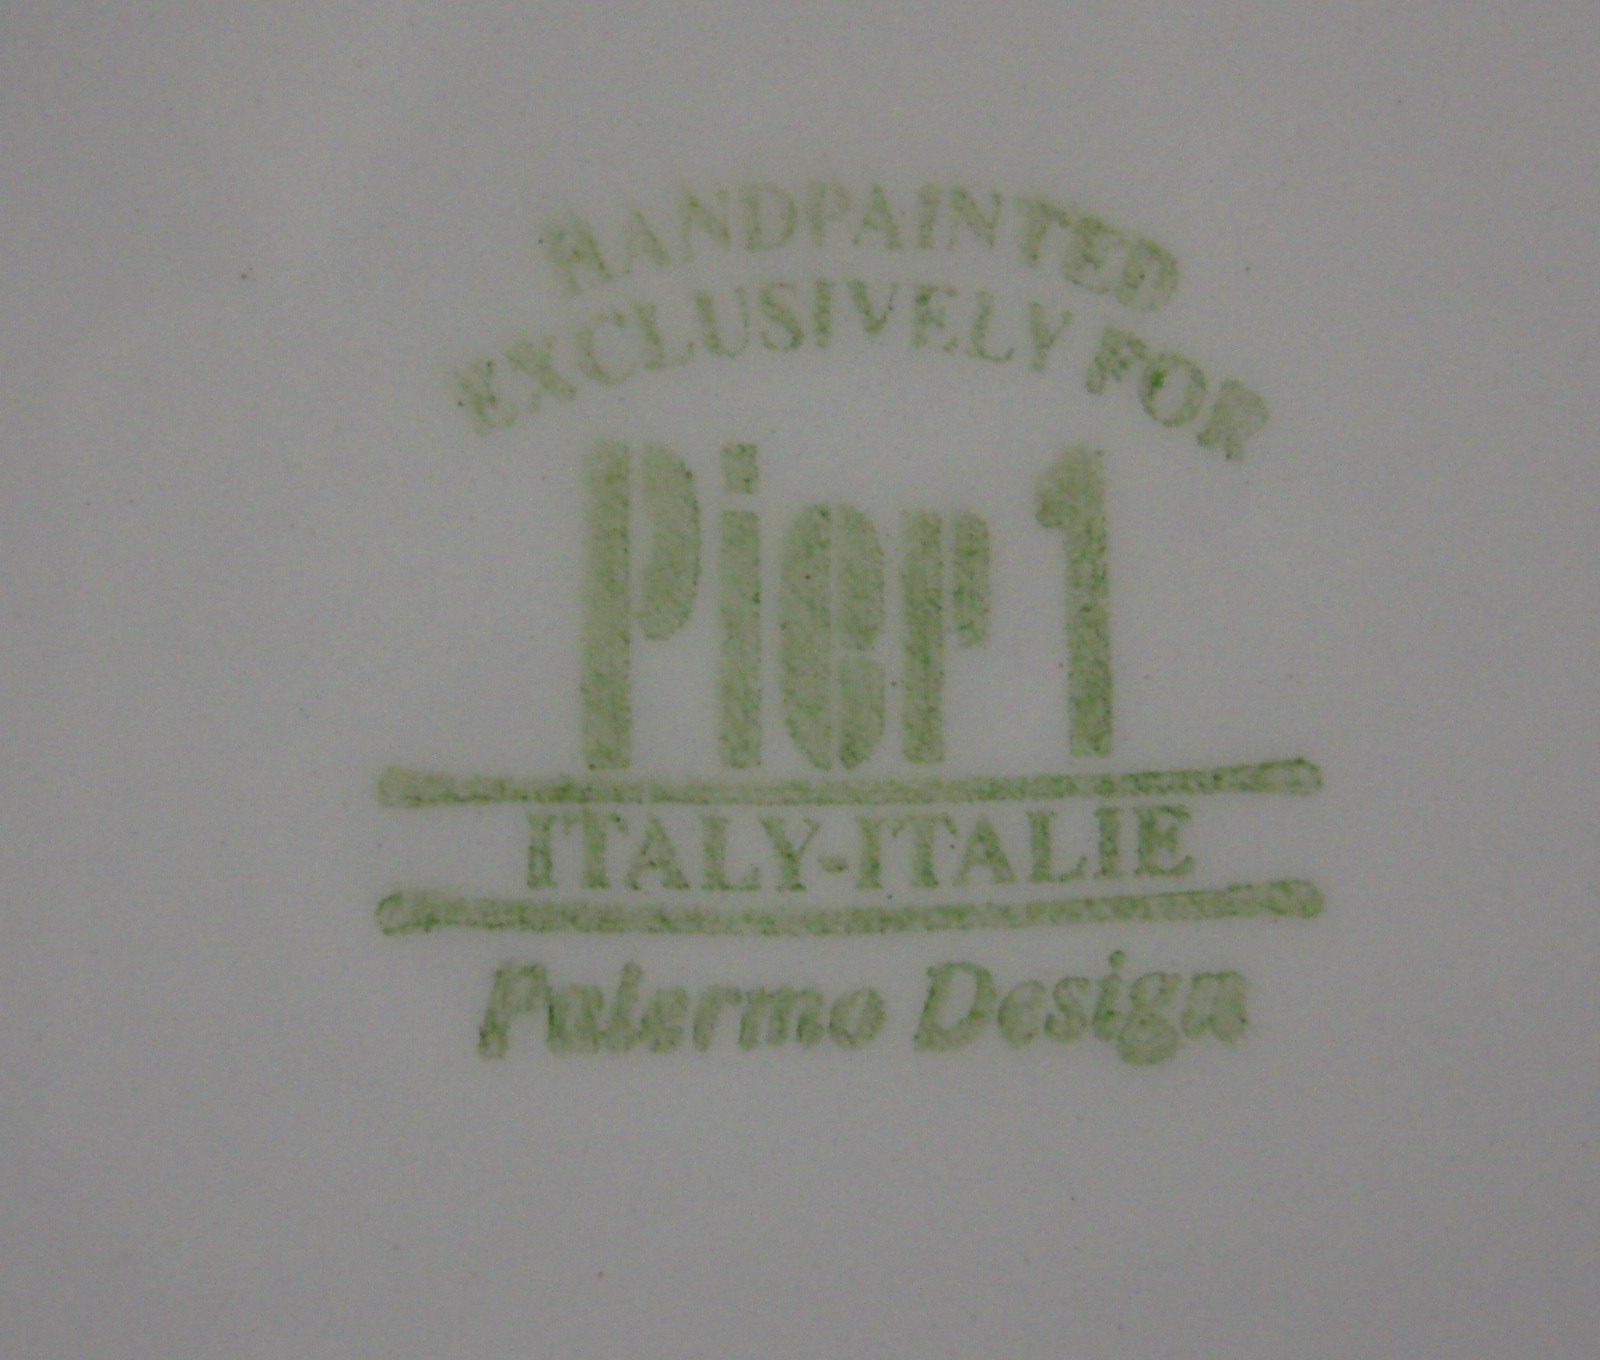 HANDPAINTED
EXCLUSIVELY FOR
Pier 1
ITALY-ITALIE
Palermo Design